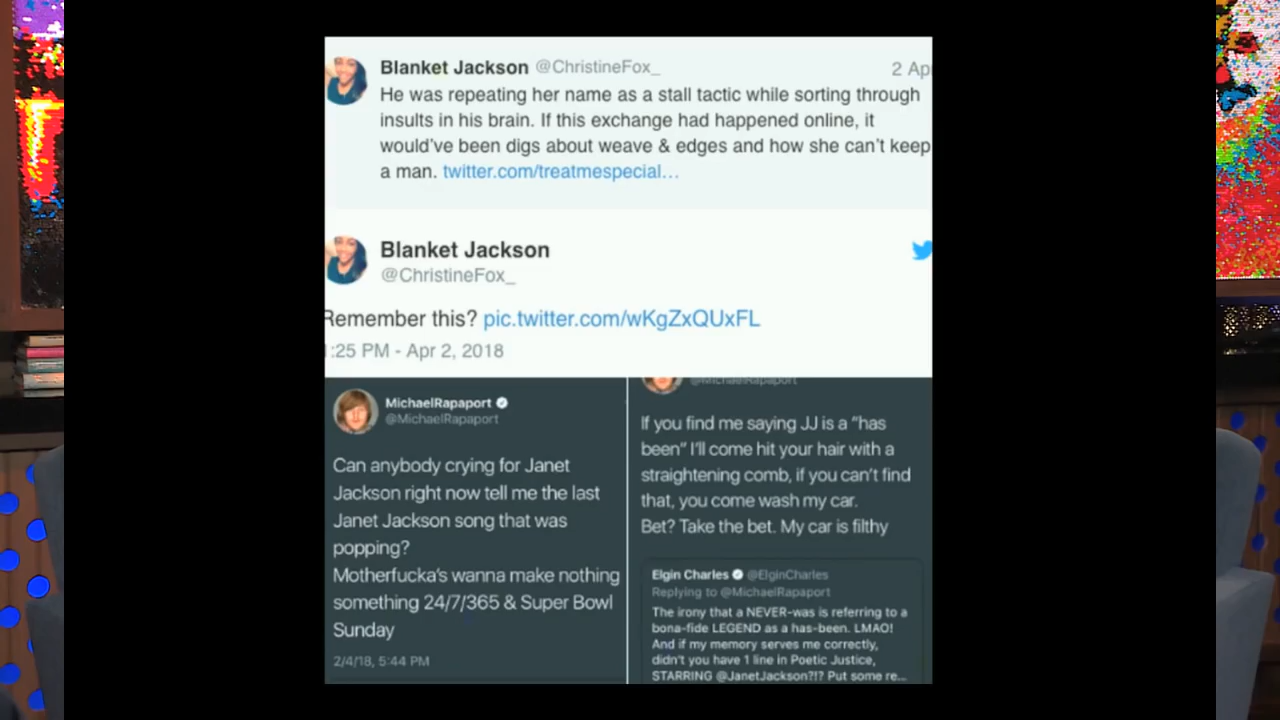 Blanket Jackson @ChristineFox_
2 Ap
He was repeating her name as a stall tactic while sorting through
insults in his brain. If this exchange had happened online, it
would've been digs about weave & edges and how she can't keep
a man. twitter.com/treatmespecial...
Blanket Jackson
@ChristineFox_
Remember this? pic.twitter.com/wKgZxQUxFL
:25 PM - Apr 2, 2018
MichaelRapaport
@MichaelRapaport
Can anybody crying for Janet
Jackson right now tell me the last
Janet Jackson song that was
popping?
Motherfucka's wanna make nothing
something 24/7/365 & Super Bowl
Sunday
2/4/18, 5:44 PM
@MichaelRapaport
If you find me saying JJ is a "has
been" I'll come hit your hair with a
straightening comb, if you can't find
that, you come wash my car.
Bet? Take the bet. My car is filthy
Elgin Charles @ElginCharles
Replying to @MichaelRapaport
The irony that a NEVER-was is referring to a
bona-fide LEGEND as a has-been. LMAO!
And if my memory serves me correctly,
didn't you have 1 line in Poetic Justice,
STARRING @JanetJackson?!? Put some re...